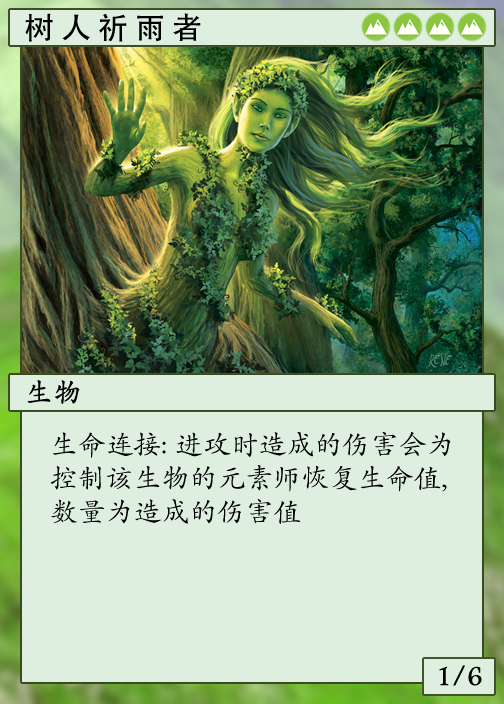 树人祈雨者
生物
生命连接: 进攻时造成的伤害会为
控制该生物的元素师恢复生命值,
数量为造成的伤害值
1/6